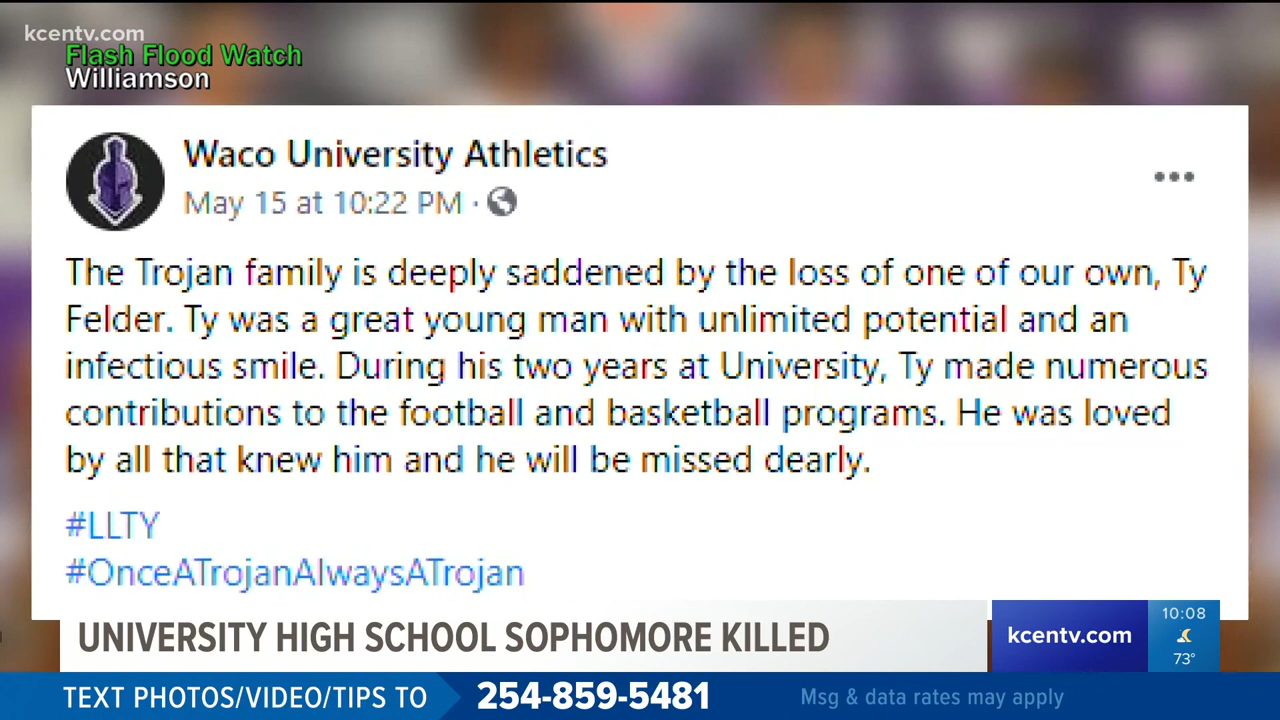 kcentv.com
Flash Flood Watch
Williamson
Waco University Athletics
May 15 at 10:22 PM ·
The Trojan family is deeply saddened by the loss of one of our own, Ty
Felder. Ty was a great young man with unlimited potential and an
infectious smile. During his two years at University, Ty made numerous
contributions to the football and basketball programs. He was loved
by all that knew him and he will be missed dearly.
#LLTY
#OnceATrojanAlwaysATrojan
UNIVERSITY HIGH SCHOOL SOPHOMORE KILLED
kcentv.com
10:08
73°
TEXT PHOTOS/VIDEO/TIPS TO 254-859-5481 Msg & data rates may apply